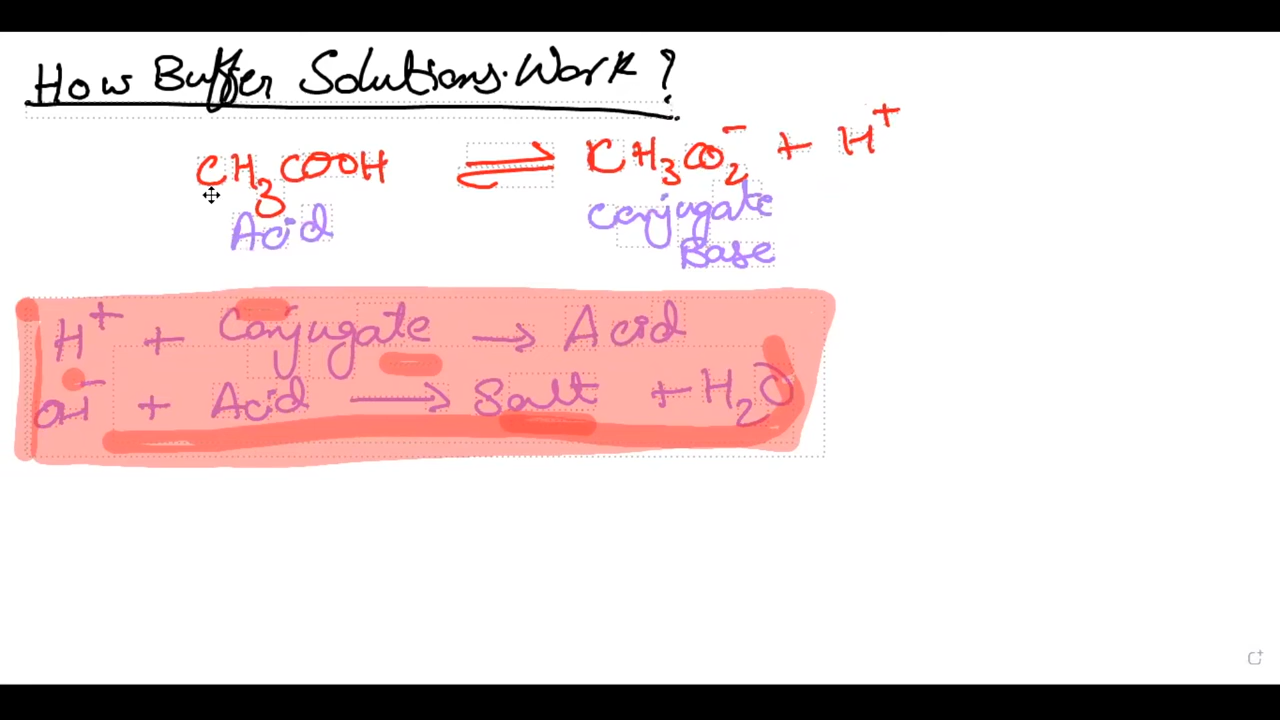 How Buffer Solutions Work?
CH₃COOH ⇌ CH₃CO₂⁻ + H⁺
Acid Conjugate
Base
H⁺ + Conjugate → Acid
OH⁻ + Acid → Salt + H₂O